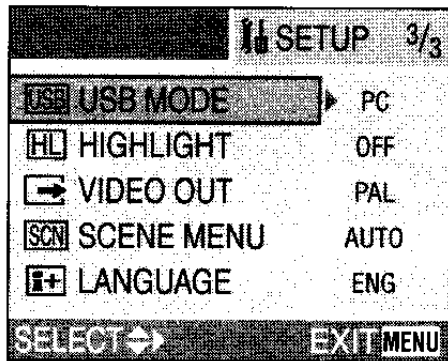 SETUP 3/3
USB USB MODE PC
HL HIGHLIGHT OFF
VIDEO OUT PAL
SCN SCENE MENU AUTO
LANGUAGE ENG
SELECT EXIT MENU